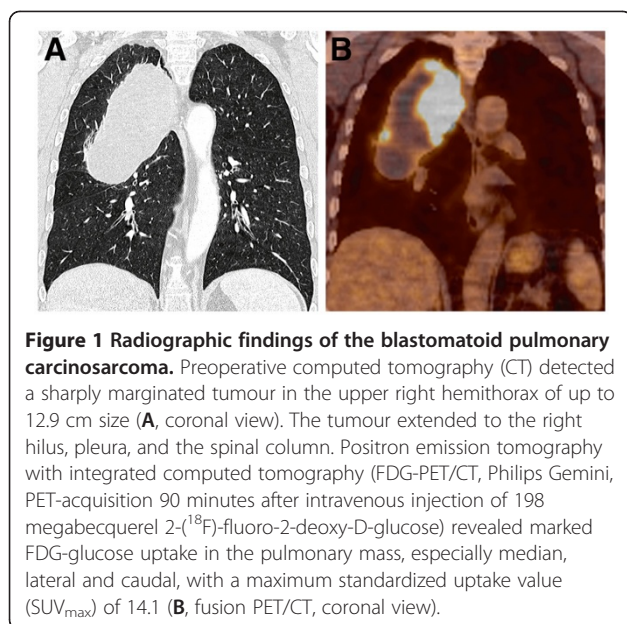 A B
Figure 1 Radiographic findings of the blastomatoid pulmonary
carcinosarcoma. Preoperative computed tomography (CT) detected
a sharply marginated tumour in the upper right hemithorax of up to
12.9 cm size (A, coronal view). The tumour extended to the right
hilus, pleura, and the spinal column. Positron emission tomography
with integrated computed tomography (FDG-PET/CT, Philips Gemini,
PET-acquisition 90 minutes after intravenous injection of 198
megabecquerel 2-(¹⁸F)-fluoro-2-deoxy-D-glucose) revealed marked
FDG-glucose uptake in the pulmonary mass, especially median,
lateral and caudal, with a maximum standardized uptake value
(SUVmax) of 14.1 (B, fusion PET/CT, coronal view).